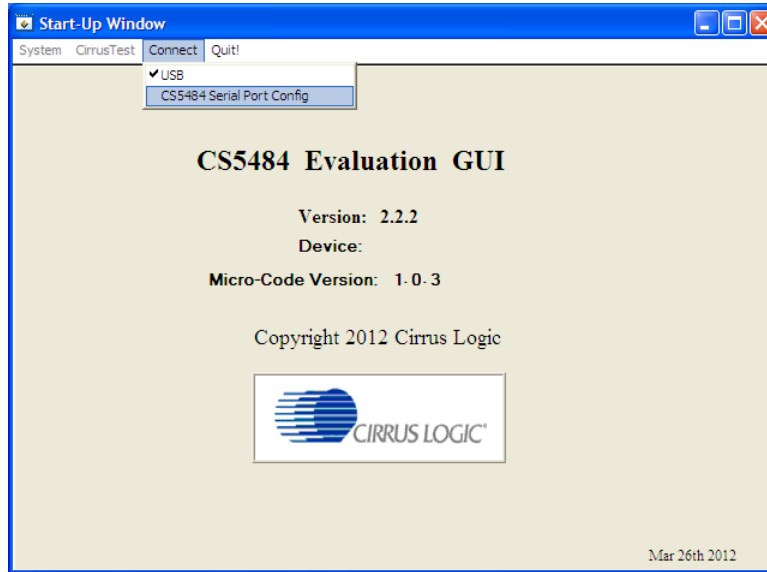 Start-Up Window
System CirrusTest Connect Quit!
USB
CS5484 Serial Port Config
CS5484 Evaluation GUI
Version: 2.2.2
Device:
Micro-Code Version: 1.0.3
Copyright 2012 Cirrus Logic
CIRRUS LOGIC®
Mar 26th 2012